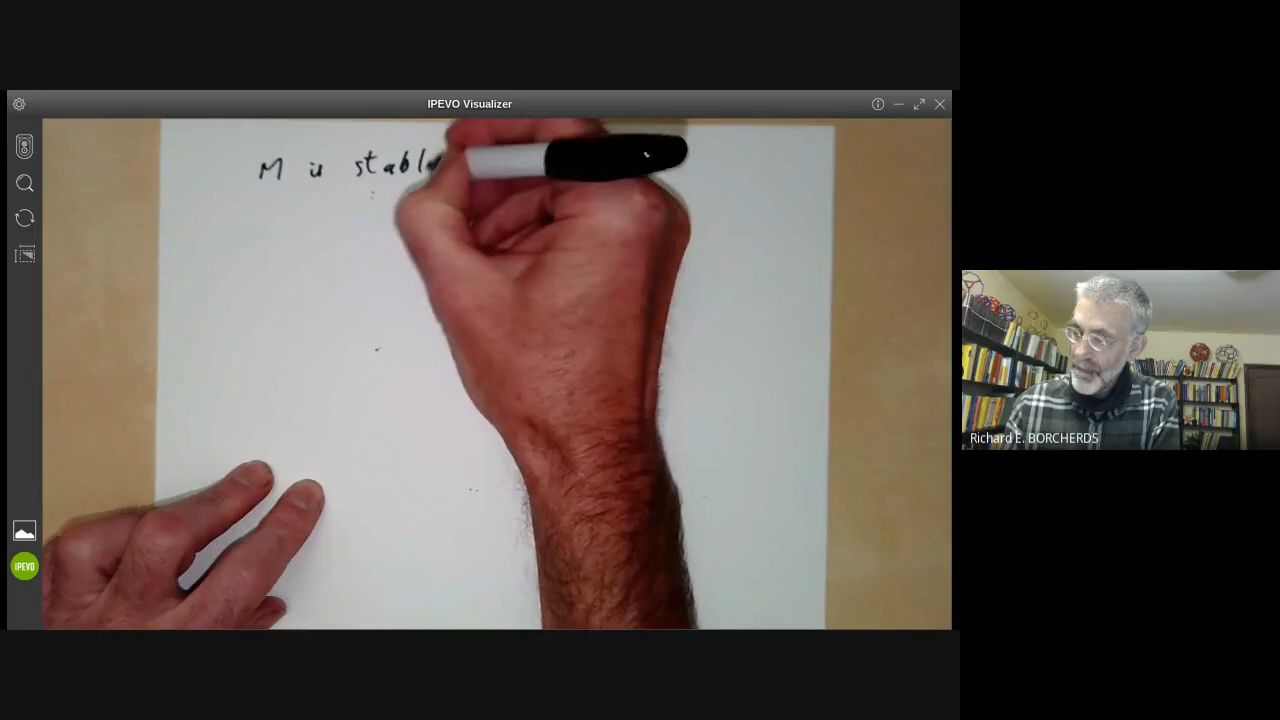 IPEVO Visualizer
M is stable
IPEVO
Richard E. BORCHERDS